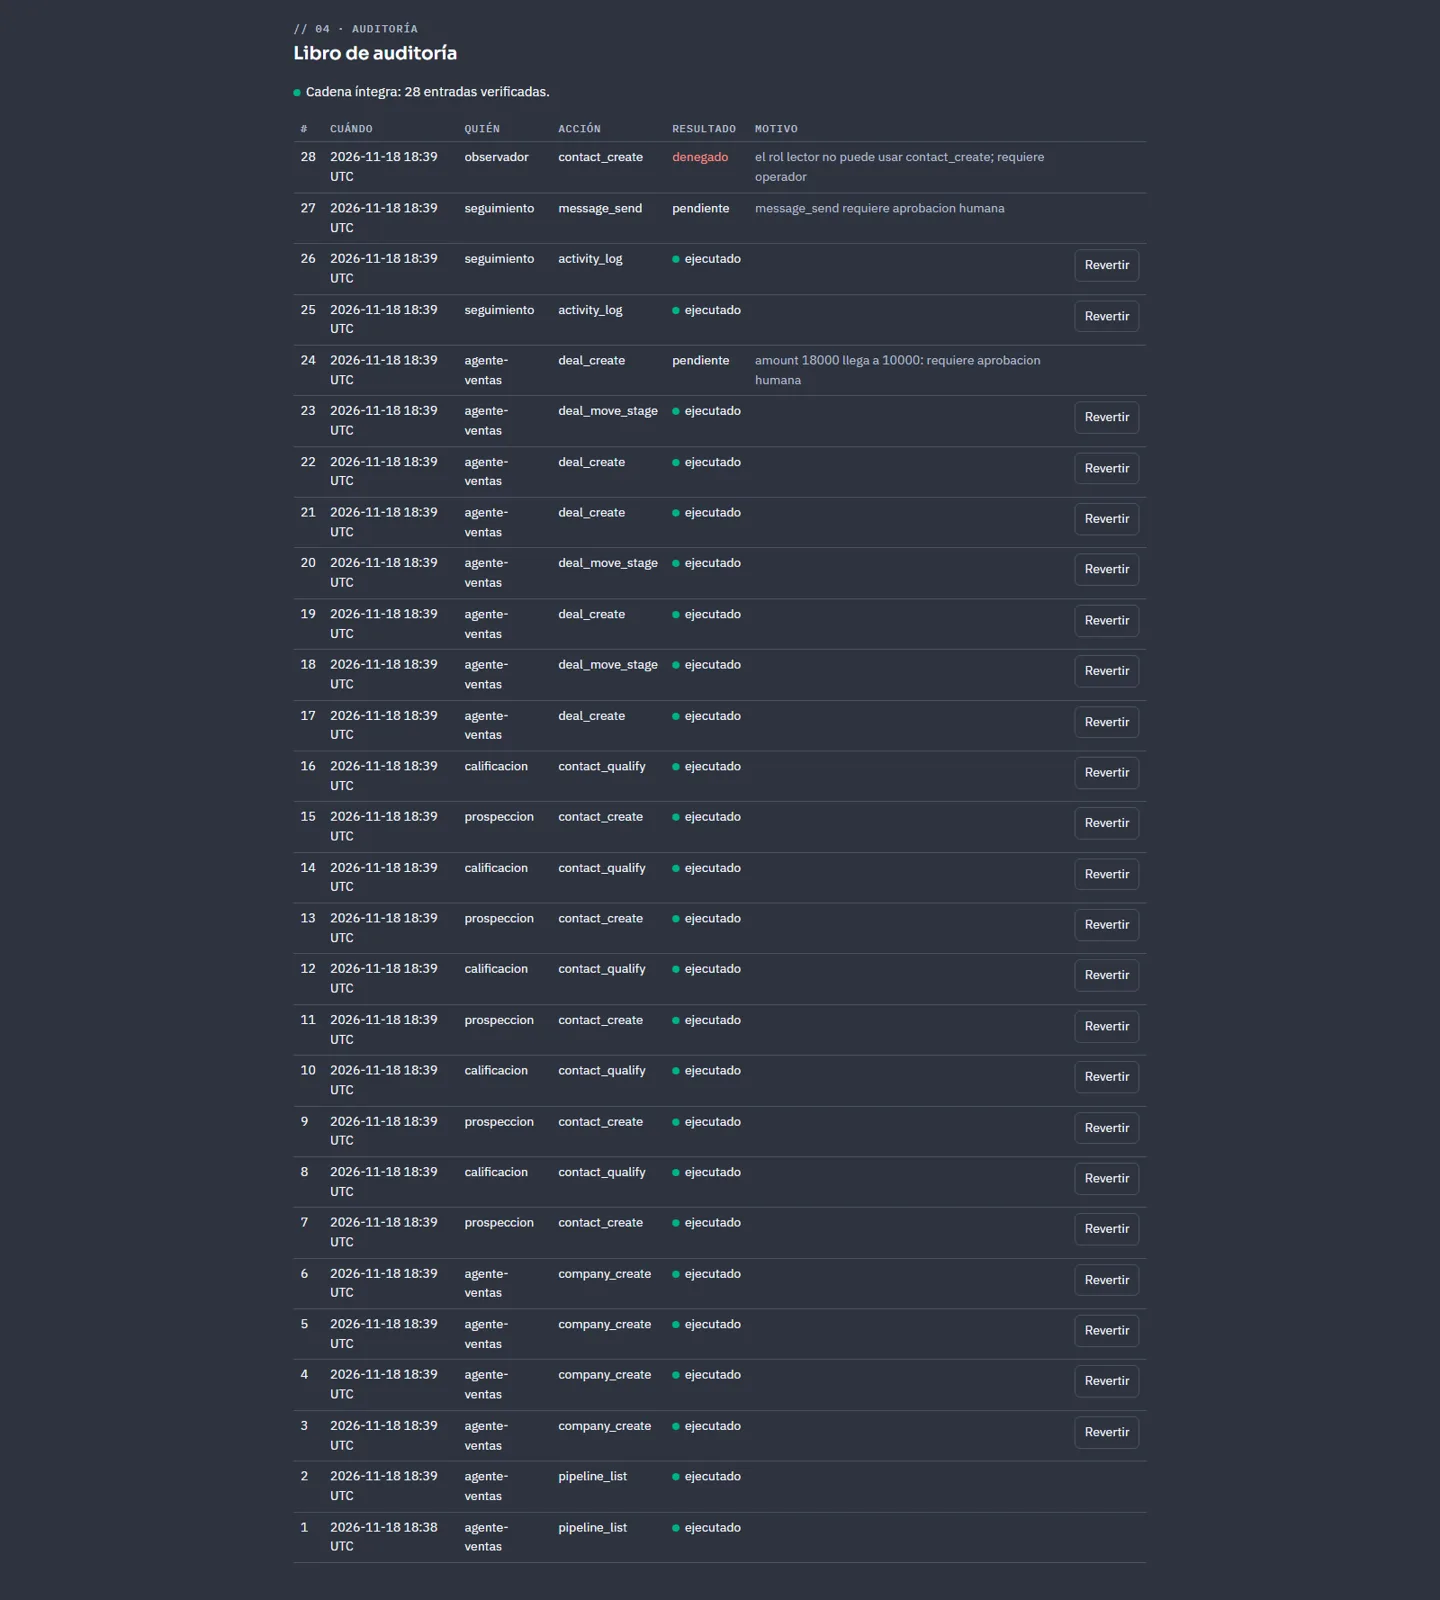 // 04 · AUDITORÍA
Libro de auditoría
Cadena íntegra: 28 entradas verificadas.
# CUÁNDO QUIÉN ACCIÓN RESULTADO MOTIVO
28 2026-11-18 18:39 observador contact_create denegado el rol lector no puede usar contact_create; requiere
UTC operador
27 2026-11-18 18:39 seguimiento message_send pendiente message_send requiere aprobacion humana
UTC
26 2026-11-18 18:39 seguimiento activity_log ejecutado Revertir
UTC
25 2026-11-18 18:39 seguimiento activity_log ejecutado Revertir
UTC
24 2026-11-18 18:39 agente- deal_create pendiente amount 18000 llega a 10000: requiere aprobacion
UTC ventas humana
23 2026-11-18 18:39 agente- deal_move_stage ejecutado Revertir
UTC ventas
22 2026-11-18 18:39 agente- deal_create ejecutado Revertir
UTC ventas
21 2026-11-18 18:39 agente- deal_create ejecutado Revertir
UTC ventas
20 2026-11-18 18:39 agente- deal_move_stage ejecutado Revertir
UTC ventas
19 2026-11-18 18:39 agente- deal_create ejecutado Revertir
UTC ventas
18 2026-11-18 18:39 agente- deal_move_stage ejecutado Revertir
UTC ventas
17 2026-11-18 18:39 agente- deal_create ejecutado Revertir
UTC ventas
16 2026-11-18 18:39 calificacion contact_qualify ejecutado Revertir
UTC
15 2026-11-18 18:39 prospeccion contact_create ejecutado Revertir
UTC
14 2026-11-18 18:39 calificacion contact_qualify ejecutado Revertir
UTC
13 2026-11-18 18:39 prospeccion contact_create ejecutado Revertir
UTC
12 2026-11-18 18:39 calificacion contact_qualify ejecutado Revertir
UTC
11 2026-11-18 18:39 prospeccion contact_create ejecutado Revertir
UTC
10 2026-11-18 18:39 calificacion contact_qualify ejecutado Revertir
UTC
9 2026-11-18 18:39 prospeccion contact_create ejecutado Revertir
UTC
8 2026-11-18 18:39 calificacion contact_qualify ejecutado Revertir
UTC
7 2026-11-18 18:39 prospeccion contact_create ejecutado Revertir
UTC
6 2026-11-18 18:39 agente- company_create ejecutado Revertir
UTC ventas
5 2026-11-18 18:39 agente- company_create ejecutado Revertir
UTC ventas
4 2026-11-18 18:39 agente- company_create ejecutado Revertir
UTC ventas
3 2026-11-18 18:39 agente- company_create ejecutado Revertir
UTC ventas
2 2026-11-18 18:39 agente- pipeline_list ejecutado
UTC ventas
1 2026-11-18 18:38 agente- pipeline_list ejecutado
UTC ventas